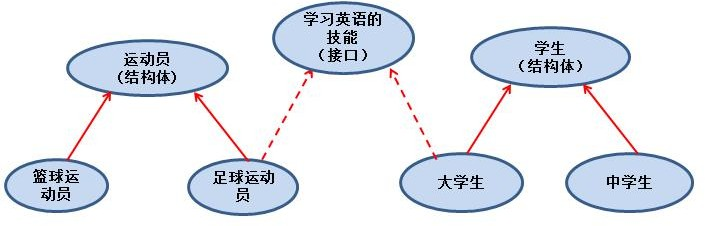 运动员
（结构体）
学习英语的
技能
（接口）
学生
（结构体）
篮球运
动员
足球运动
员
大学生
中学生